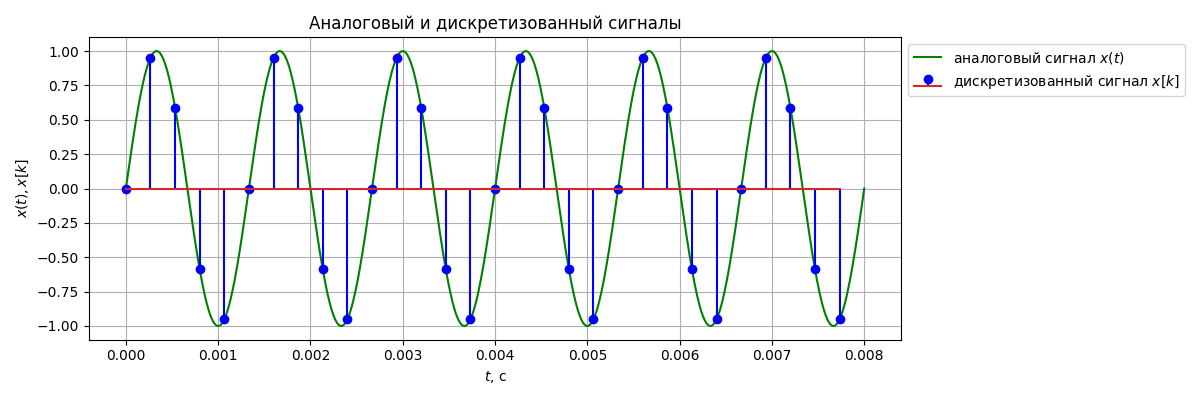 Аналоговый и дискретизованный сигналы
1.00
0.75
0.50
0.25
0.00
−0.25
−0.50
−0.75
−1.00
x(t), x[k]
0.000 0.001 0.002 0.003 0.004 0.005 0.006 0.007 0.008
t, с
аналоговый сигнал x(t)
дискретизованный сигнал x[k]